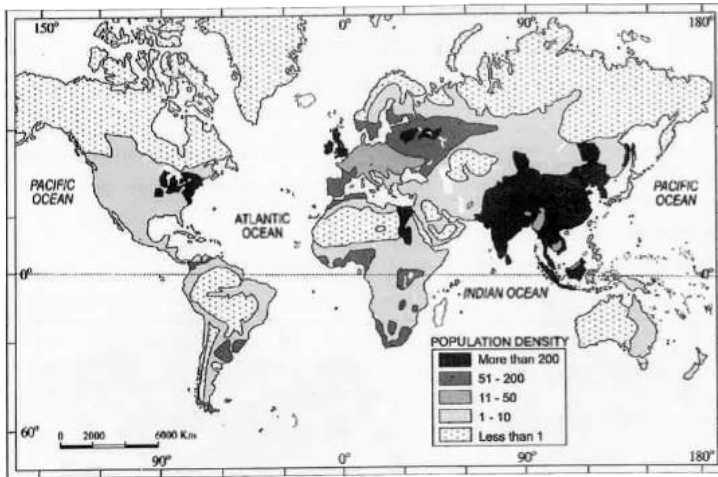 150°
0°
90°
180°
PACIFIC
OCEAN
ATLANTIC
OCEAN
PACIFIC
OCEAN
0°
INDIAN OCEAN
0°
POPULATION DENSITY
More than 200
51 - 200
11 - 50
1 - 10
Less than 1
0 2000 6000 Km
60°
60°
90°
0°
90°
180°